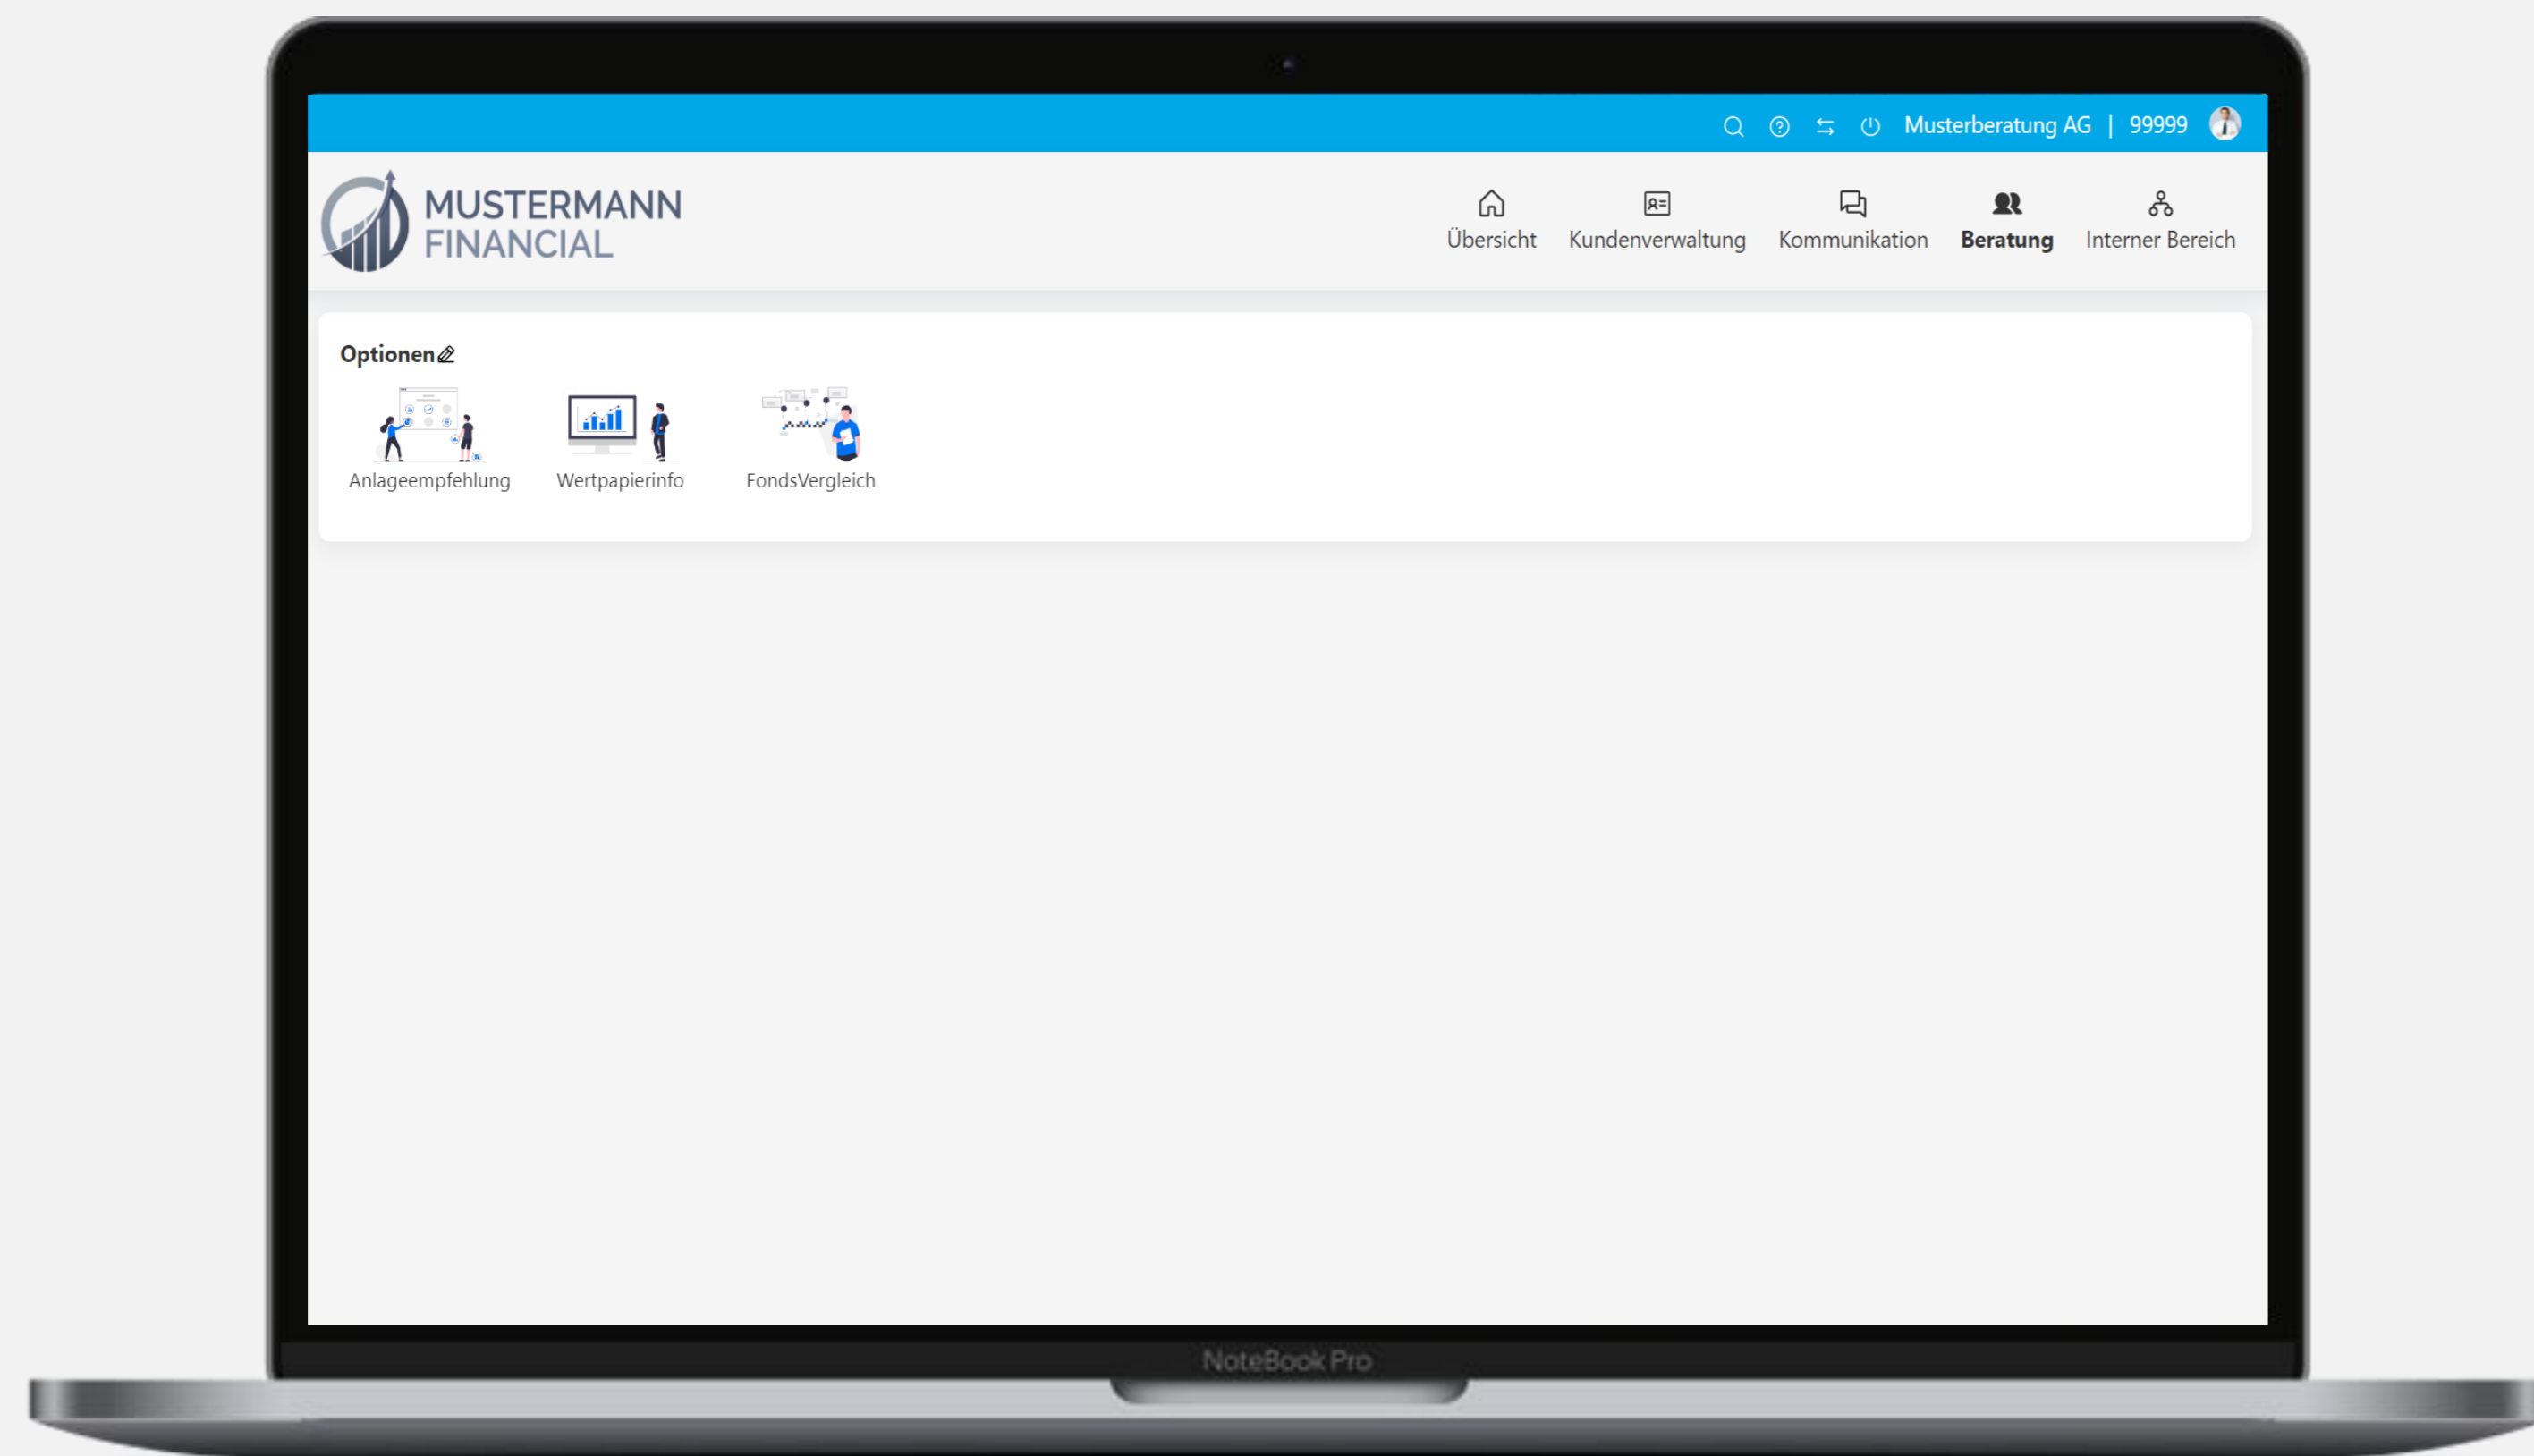 Musterberatung AG | 99999
MUSTERMANN
FINANCIAL
Übersicht Kundenverwaltung Kommunikation Beratung Interner Bereich
Optionen
Anlageempfehlung Wertpapierinfo FondsVergleich
NoteBook Pro